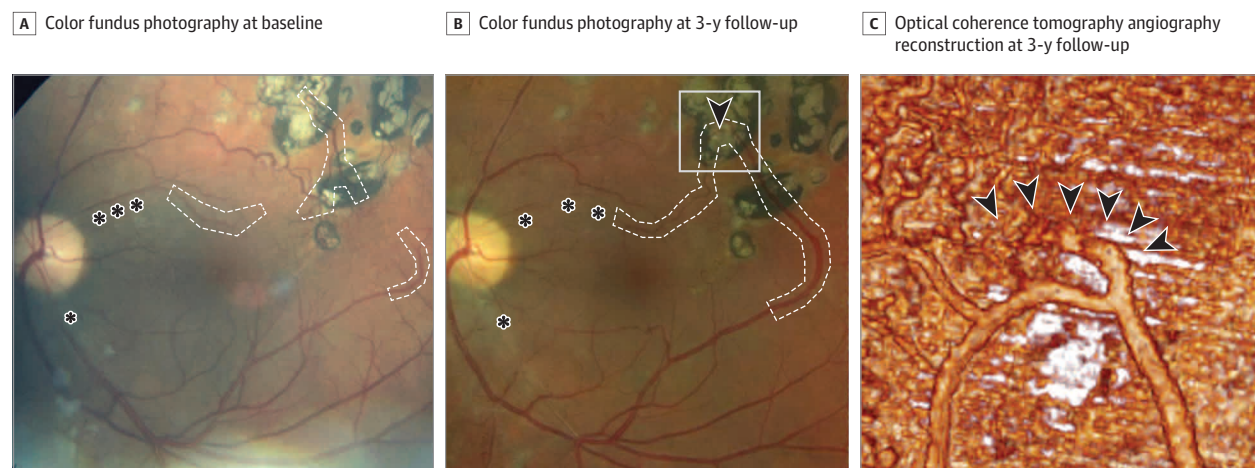 A Color fundus photography at baseline
B Color fundus photography at 3-y follow-up
C Optical coherence tomography angiography
reconstruction at 3-y follow-up